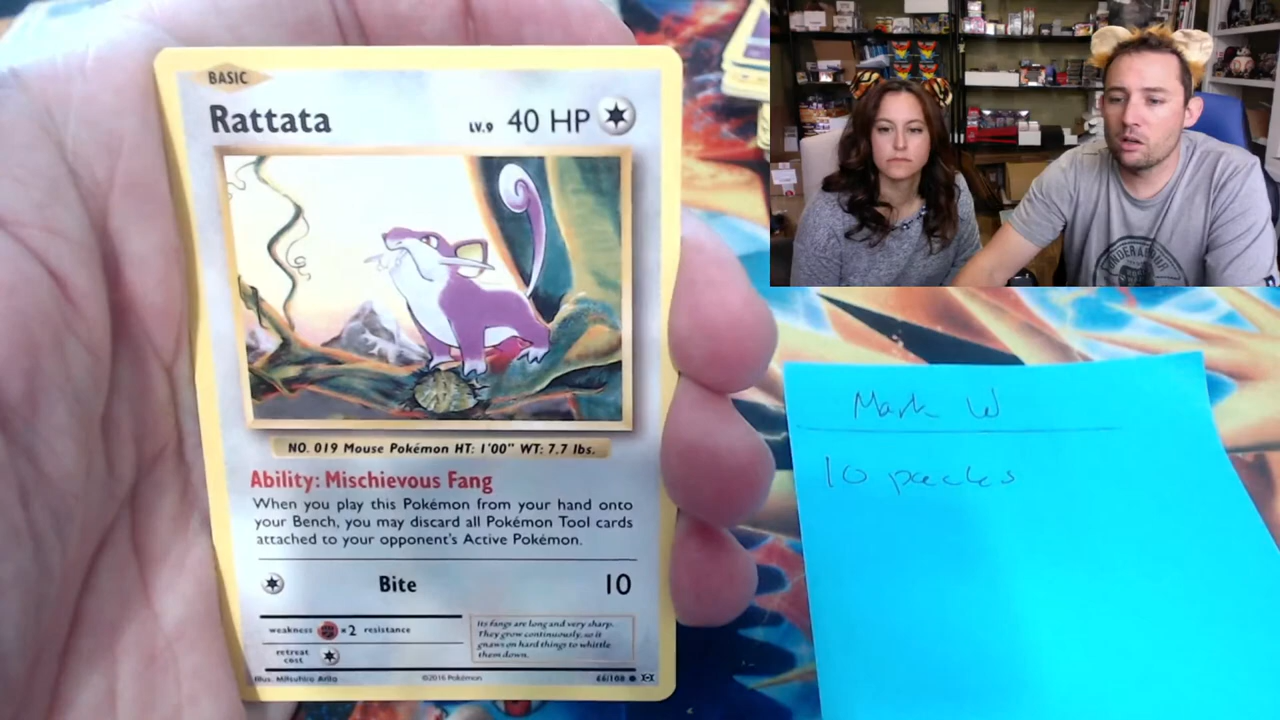 BASIC
Rattata LV.9 40 HP
NO. 019 Mouse Pokémon HT: 1'00" WT: 7.7 lbs.
Ability: Mischievous Fang
When you play this Pokémon from your hand onto
your Bench, you may discard all Pokémon Tool cards
attached to your opponent's Active Pokémon.
Bite 10
weakness ×2 resistance
retreat
cost
Its fangs are long and very sharp.
They grow continuously, so it
gnaws on hard things to whittle
them down.
Illus. Mitsuhiro Arita ©2016 Pokémon 66/108
Mark W
10 packs
UNDER ARMOUR